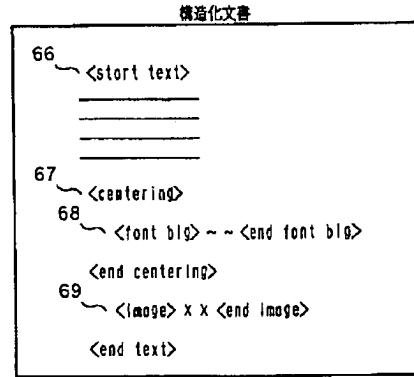 構造化文書
66 <start text>
67 <centering>
68 <font big> ~ ~ <end font big>
<end centering>
69 <image> x x <end image>
<end text>